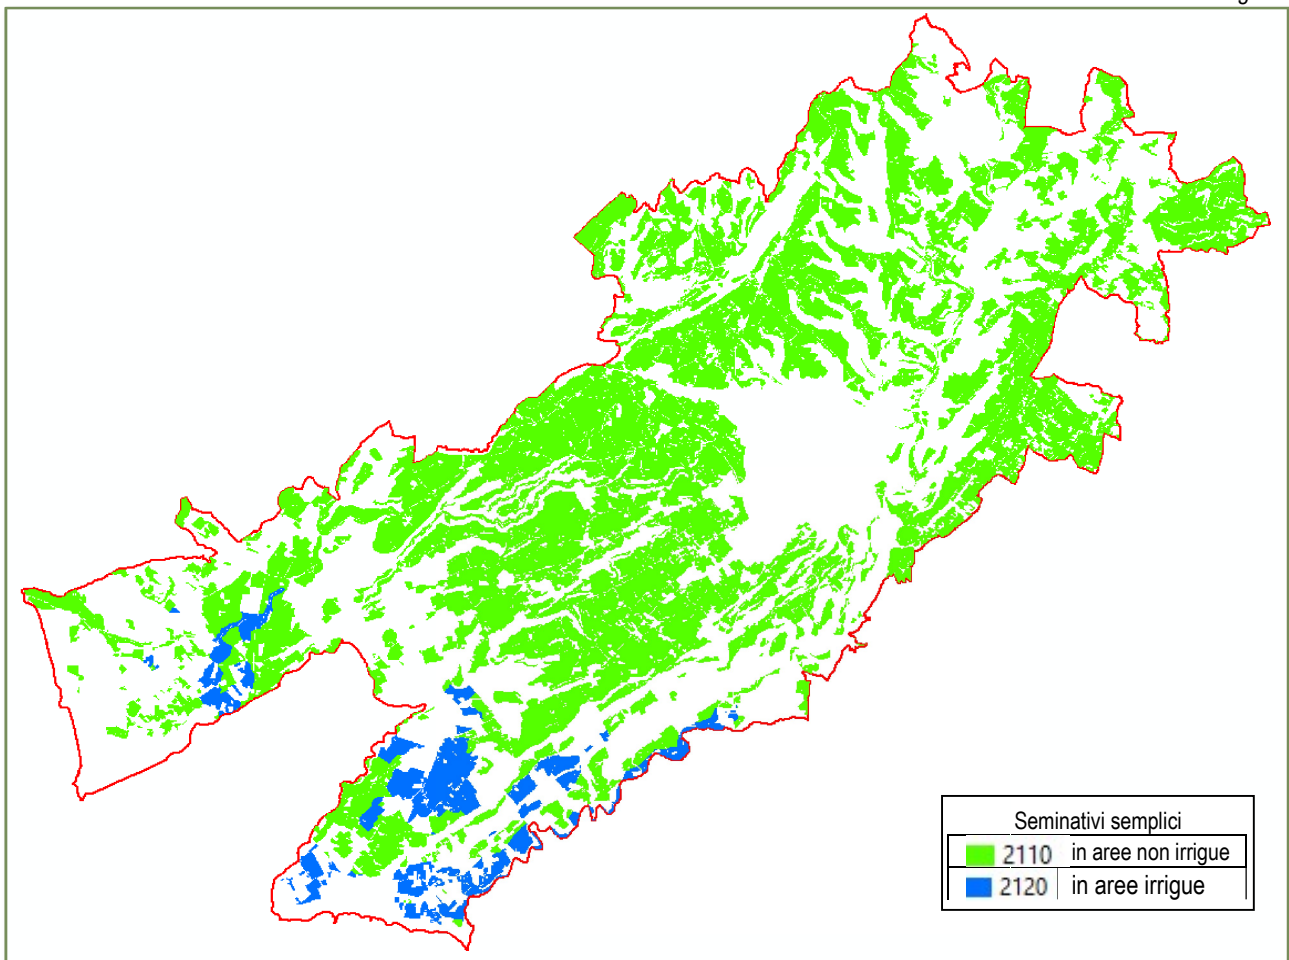 Seminativi semplici
2110 in aree non irrigue
2120 in aree irrigue